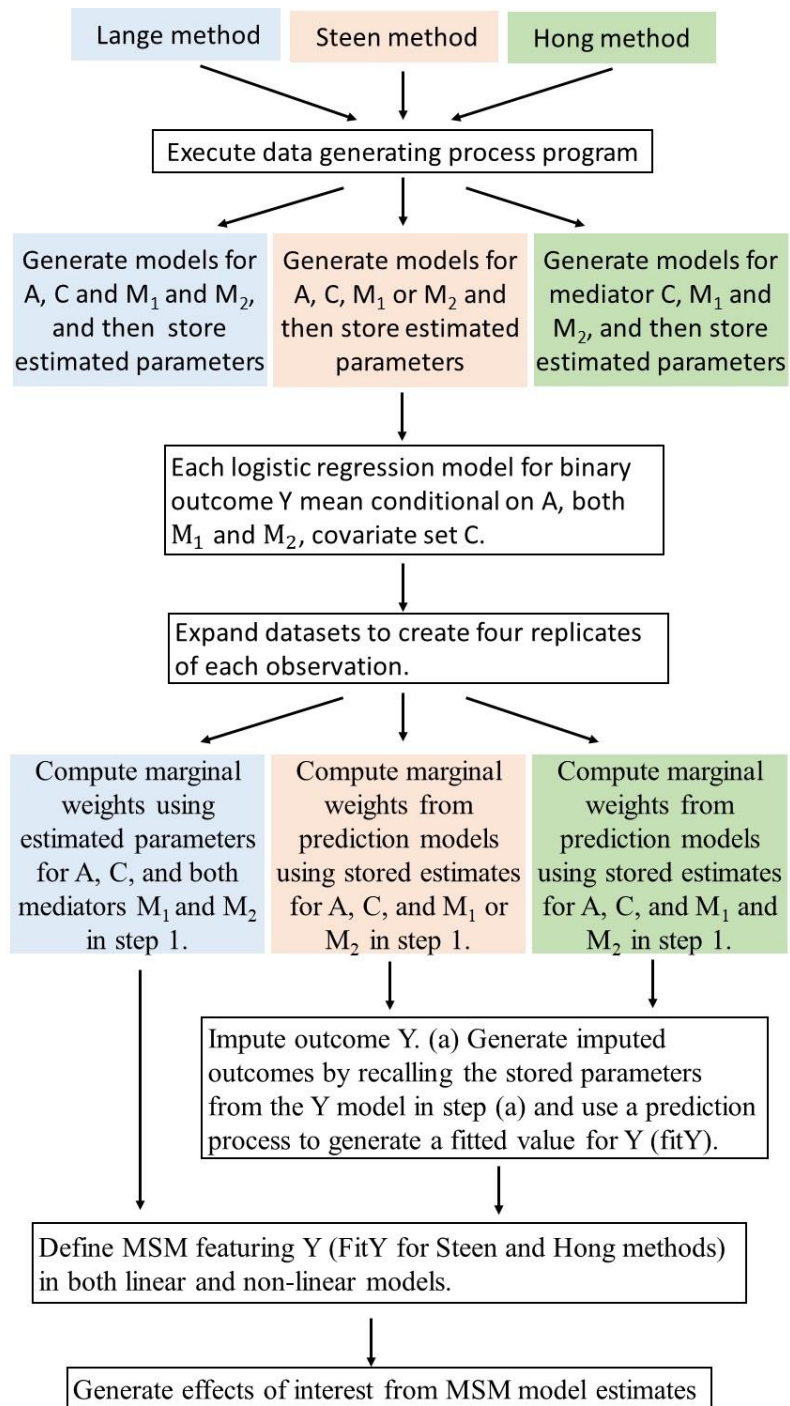 Lange method
Steen method
Hong method
Execute data generating process program
Generate models for
A, C and M₁ and M₂,
and then store
estimated parameters
Generate models for
A, C, M₁ or M₂ and
then store estimated
parameters
Generate models for
mediator C, M₁ and
M₂, and then store
estimated parameters
Each logistic regression model for binary
outcome Y mean conditional on A, both
M₁ and M₂, covariate set C.
Expand datasets to create four replicates
of each observation.
Compute marginal
weights using
estimated parameters
for A, C, and both
mediators M₁ and M₂
in step 1.
Compute marginal
weights from
prediction models
using stored estimates
for A, C, and M₁ or
M₂ in step 1.
Compute marginal
weights from
prediction models
using stored estimates
for A, C, and M₁ and
M₂ in step 1.
Impute outcome Y. (a) Generate imputed
outcomes by recalling the stored parameters
from the Y model in step (a) and use a prediction
process to generate a fitted value for Y (fitY).
Define MSM featuring Y (FitY for Steen and Hong methods)
in both linear and non-linear models.
Generate effects of interest from MSM model estimates